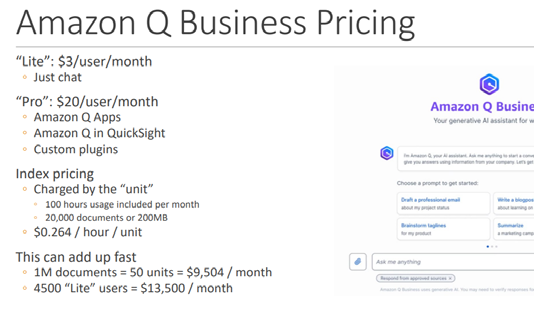 Amazon Q Business Pricing
“Lite”: $3/user/month
Just chat
“Pro”: $20/user/month
Amazon Q Apps
Amazon Q in QuickSight
Custom plugins
Index pricing
Charged by the “unit”
100 hours usage included per month
20,000 documents or 200MB
$0.264 / hour / unit
This can add up fast
1M documents = 50 units = $9,504 / month
4500 “Lite” users = $13,500 / month
Amazon Q Busine
Your generative AI assistant for w
I'm Amazon Q, your AI assistant. Ask me anything to start a conve
give you answers using information from your company. Let's get
Choose a prompt to get started:
Draft a professional email
about my project status
Write a blogpos
about learning on
Brainstorm taglines
for my product
Summarize
a marketing camp
Ask me anything
Respond from approved sources
Amazon Q Business uses generative AI. You may need to verify responses